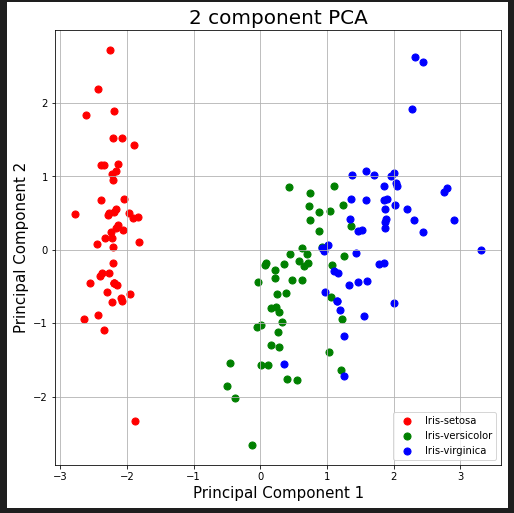 2 component PCA
Principal Component 2
2
1
0
−1
−2
−3
−2
−1
0
1
2
3
Principal Component 1
Iris-setosa
Iris-versicolor
Iris-virginica